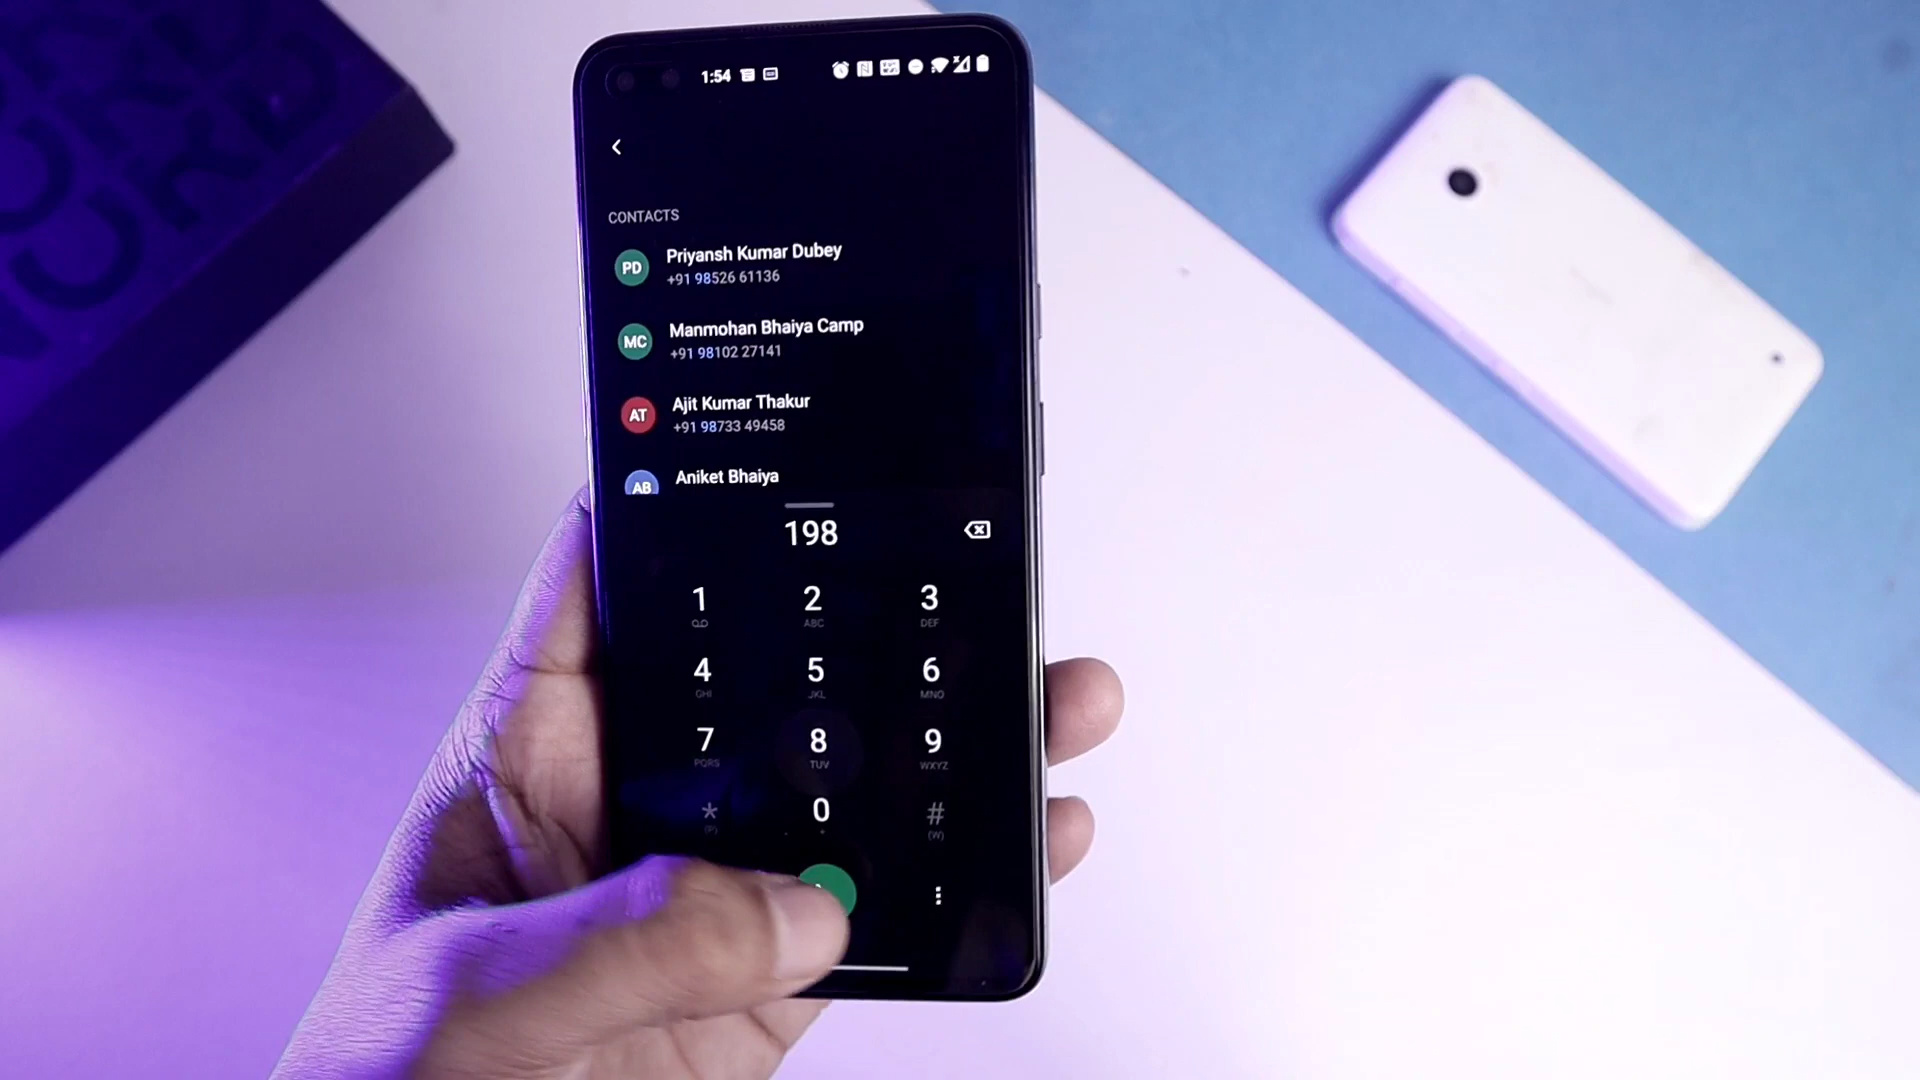 1:54
CONTACTS
PD
Priyansh Kumar Dubey
+91 98526 61136
MC
Manmohan Bhaiya Camp
+91 98102 27141
AT
Ajit Kumar Thakur
+91 98733 49458
AB
Aniket Bhaiya
198
1 2 3
ABC DEF
4 5 6
GHI JKL MNO
7 8 9
PQRS TUV WXYZ
* 0 #
(P) + (W)